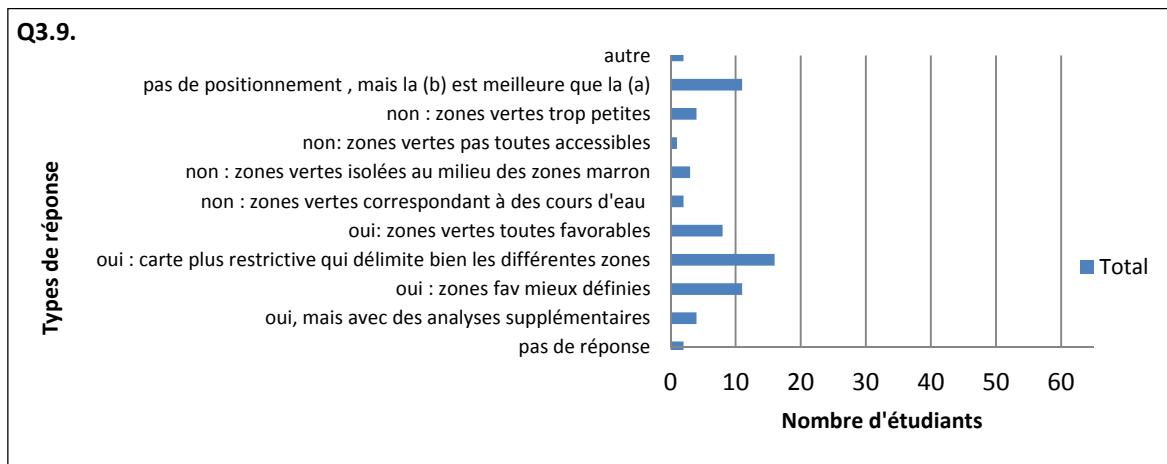 Q3.9.
autre
pas de positionnement , mais la (b) est meilleure que la (a)
non : zones vertes trop petites
non: zones vertes pas toutes accessibles
non : zones vertes isolées au milieu des zones marron
non : zones vertes correspondant à des cours d'eau
oui: zones vertes toutes favorables
oui : carte plus restrictive qui délimite bien les différentes zones
oui : zones fav mieux définies
oui, mais avec des analyses supplémentaires
pas de réponse
Types de réponse
Total
0 10 20 30 40 50 60
Nombre d'étudiants